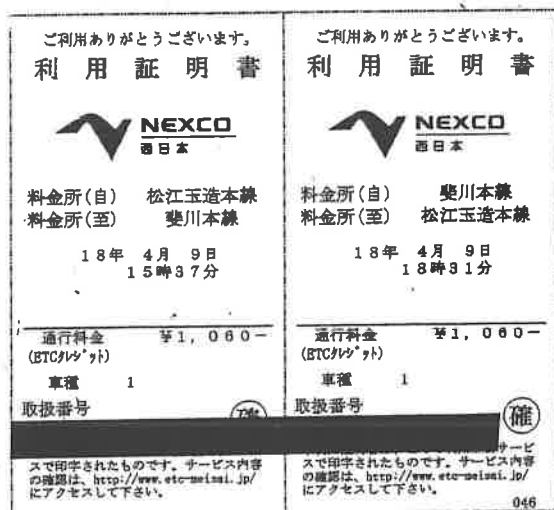 ご利用ありがとうございます。
利用証明書
NEXCO
西日本
料金所(自) 松江玉造本線
料金所(至) 斐川本線
18年 4月 9日
15時37分
通行料金 ¥1,060-
(ETCクレジット)
車種 1
取扱番号
確
スで印字されたものです。サービス内容
の確認は、http://www.etc-meisai.jp/
にアクセスして下さい。
ご利用ありがとうございます。
利用証明書
NEXCO
西日本
料金所(自) 斐川本線
料金所(至) 松江玉造本線
18年 4月 9日
18時31分
通行料金 ¥1,060-
(ETCクレジット)
車種 1
取扱番号
確
スで印字されたものです。サービス内容
の確認は、http://www.etc-meisai.jp/
にアクセスして下さい。
046